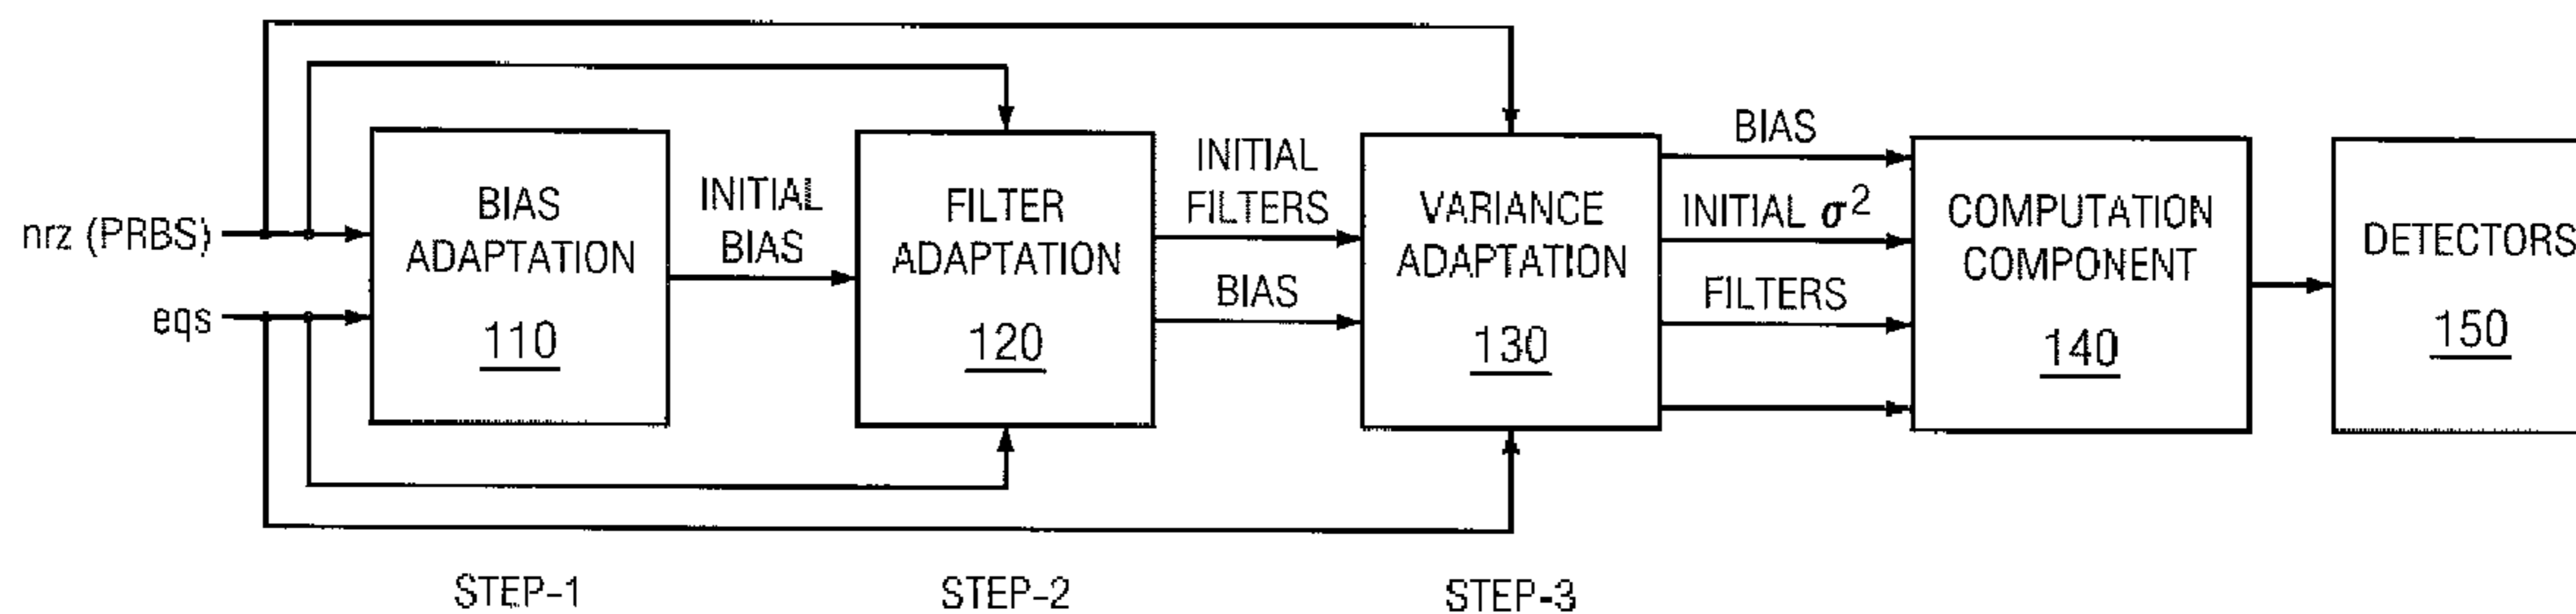 nrz (PRBS)
eqs
BIAS
ADAPTATION
110
INITIAL
BIAS
FILTER
ADAPTATION
120
INITIAL
FILTERS
BIAS
VARIANCE
ADAPTATION
130
BIAS
INITIAL σ²
FILTERS
COMPUTATION
COMPONENT
140
DETECTORS
150
STEP-1
STEP-2
STEP-3